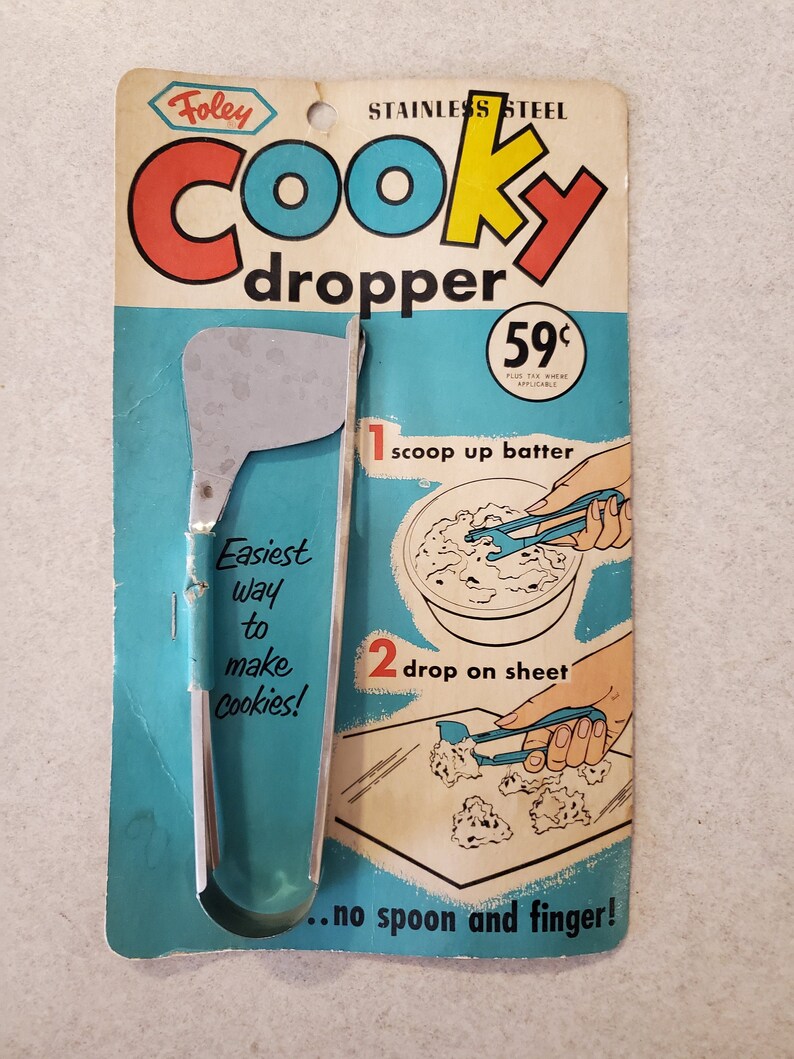 Foley
STAINLESS STEEL
cooky
dropper
59¢
PLUS TAX WHERE
APPLICABLE
1 scoop up batter
Easiest
way
to
make
cookies!
2 drop on sheet
..no spoon and finger!